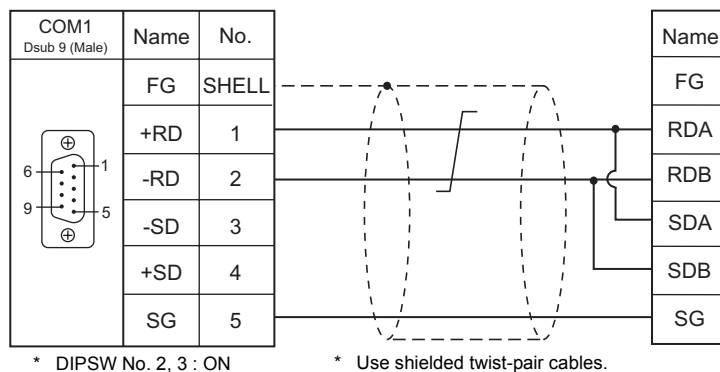 COM1
Dsub 9 (Male)
Name No.
Name
FG SHELL
FG
+RD 1
RDA
-RD 2
RDB
-SD 3
SDA
+SD 4
SDB
SG 5
SG
6
1
9
5
* DIPSW No. 2, 3 : ON
* Use shielded twist-pair cables.